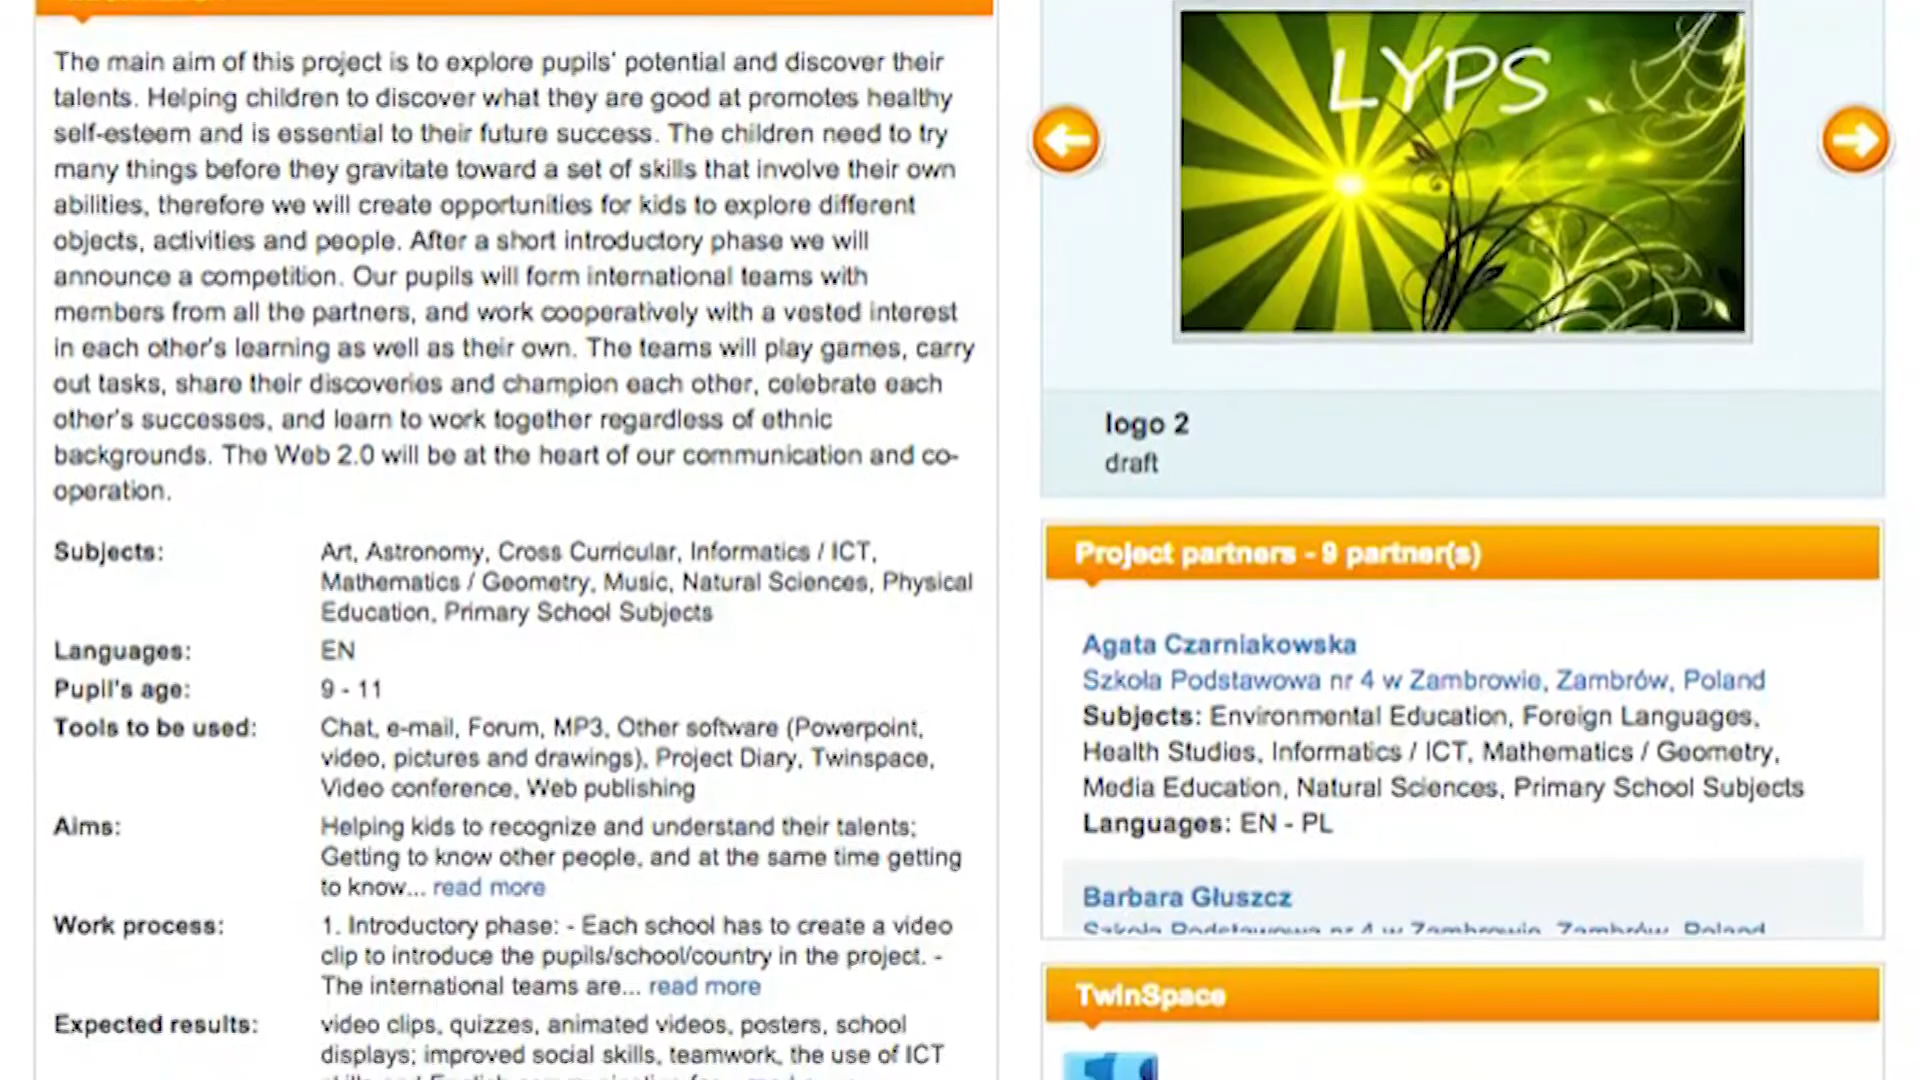 The main aim of this project is to explore pupils' potential and discover their
talents. Helping children to discover what they are good at promotes healthy
self-esteem and is essential to their future success. The children need to try
many things before they gravitate toward a set of skills that involve their own
abilities, therefore we will create opportunities for kids to explore different
objects, activities and people. After a short introductory phase we will
announce a competition. Our pupils will form international teams with
members from all the partners, and work cooperatively with a vested interest
in each other's learning as well as their own. The teams will play games, carry
out tasks, share their discoveries and champion each other, celebrate each
other's successes, and learn to work together regardless of ethnic
backgrounds. The Web 2.0 will be at the heart of our communication and co-
operation.
Subjects: Art, Astronomy, Cross Curricular, Informatics / ICT,
Mathematics / Geometry, Music, Natural Sciences, Physical
Education, Primary School Subjects
Languages: EN
Pupil's age: 9 - 11
Tools to be used: Chat, e-mail, Forum, MP3, Other software (Powerpoint,
video, pictures and drawings), Project Diary, Twinspace,
Video conference, Web publishing
Aims: Helping kids to recognize and understand their talents;
Getting to know other people, and at the same time getting
to know... read more
Work process: 1. Introductory phase: - Each school has to create a video
clip to introduce the pupils/school/country in the project. -
The international teams are... read more
Expected results: video clips, quizzes, animated videos, posters, school
displays; improved social skills, teamwork, the use of ICT
LYPS
logo 2
draft
Project partners - 9 partner(s)
Agata Czarniakowska
Szkoła Podstawowa nr 4 w Zambrowie, Zambrów, Poland
Subjects: Environmental Education, Foreign Languages,
Health Studies, Informatics / ICT, Mathematics / Geometry,
Media Education, Natural Sciences, Primary School Subjects
Languages: EN - PL
Barbara Głuszcz
Szkoła Podstawowa nr 4 w Zambrowie, Zambrów, Poland
TwinSpace